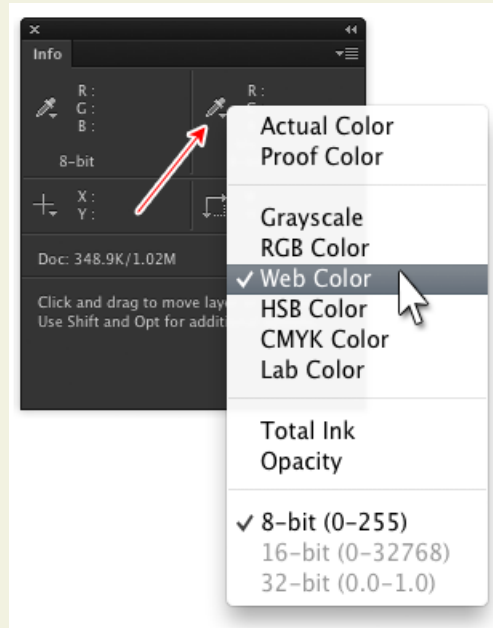 Info
R :
G :
B :
8-bit
R :
X :
Y :
Doc: 348.9K/1.02M
Click and drag to move
Use Shift and Opt for
Actual Color
Proof Color
Grayscale
RGB Color
Web Color
HSB Color
CMYK Color
Lab Color
Total Ink
Opacity
8-bit (0-255)
16-bit (0-32768)
32-bit (0.0-1.0)